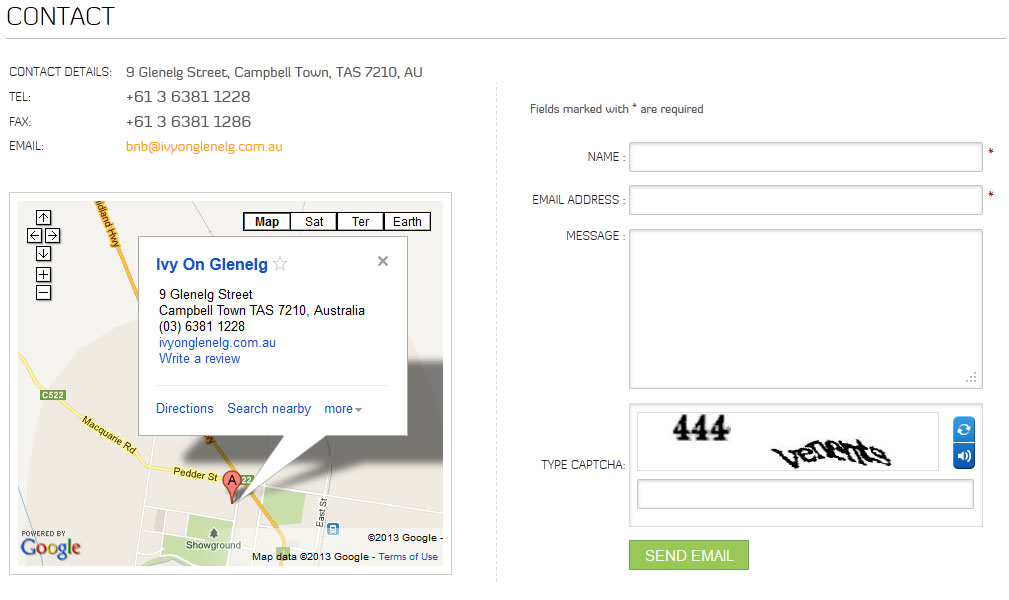 CONTACT
CONTACT DETAILS: 9 Glenelg Street, Campbell Town, TAS 7210, AU
TEL: +61 3 6381 1228
FAX: +61 3 6381 1286
EMAIL: bnb@ivyonglenelg.com.au
Map Sat Ter Earth
Ivy On Glenelg
9 Glenelg Street
Campbell Town TAS 7210, Australia
(03) 6381 1228
ivyonglenelg.com.au
Write a review
Directions Search nearby more
C522
Macquarie Rd
Pedder St
A
East St
Showground
POWERED BY
Google
©2013 Google -
Map data ©2013 Google - Terms of Use
Fields marked with * are required
NAME : *
EMAIL ADDRESS : *
MESSAGE :
TYPE CAPTCHA:
444
SEND EMAIL